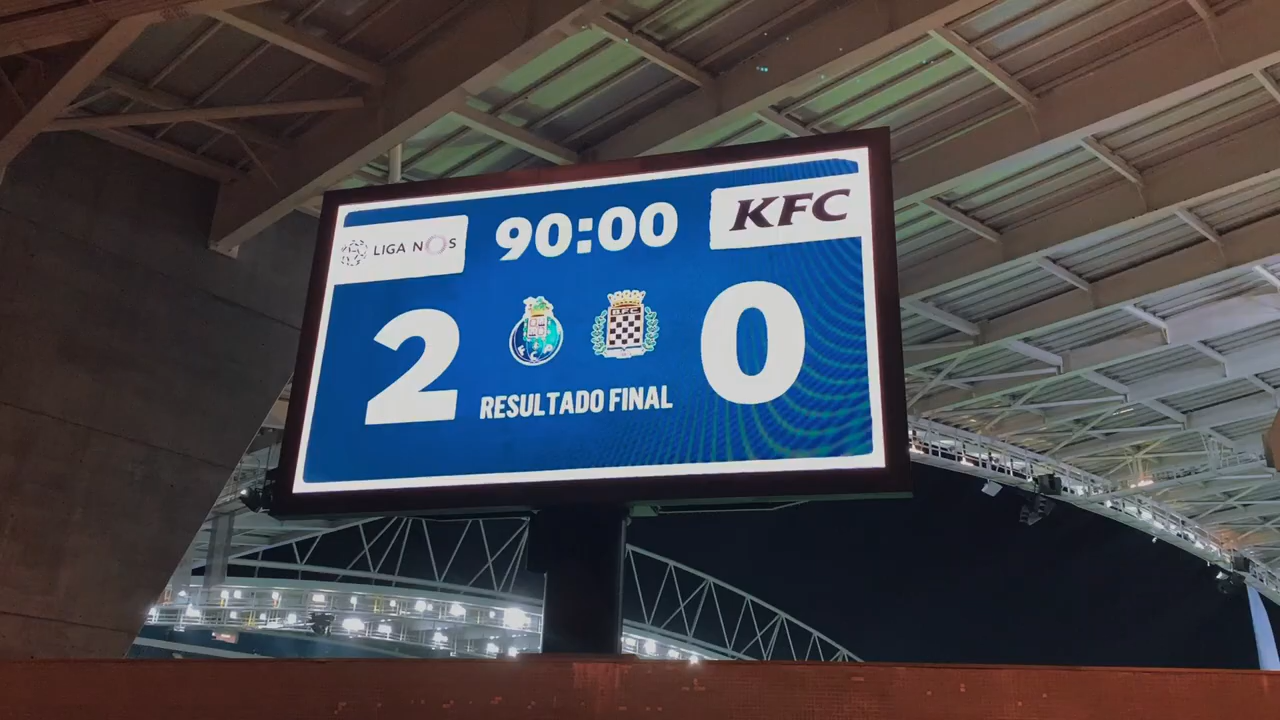 LIGA NOS
90:00
KFC
2
B.F.C.
0
RESULTADO FINAL